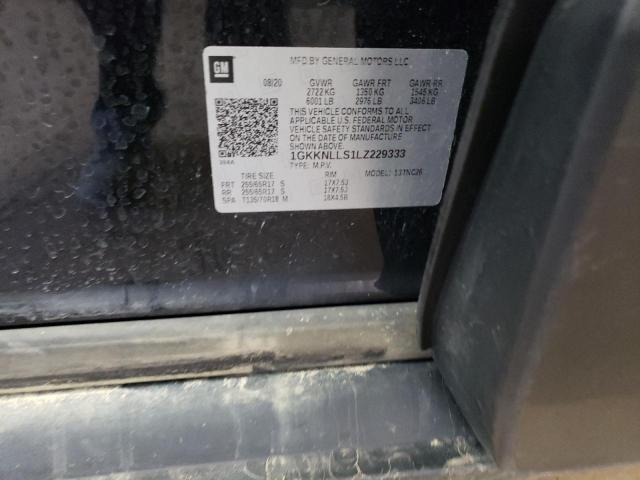 GM
MFD BY GENERAL MOTORS LLC
08/20 GVWR GAWR FRT GAWR RR
2722 KG 1350 KG 1545 KG
6001 LB 2976 LB 3406 LB
THIS VEHICLE CONFORMS TO ALL
APPLICABLE U.S. FEDERAL MOTOR
VEHICLE SAFETY STANDARDS IN EFFECT
ON THE DATE OF MANUFACTURE
SHOWN ABOVE.
1GKKNLLS1LZ229333
TYPE: M.P.V. MODEL: 13TNC26
TIRE SIZE RIM
FRT 255/65R17 S 17X7.5J
RR 255/65R17 S 17X7.5J
SPA T135/70R18 M 18X4.5B